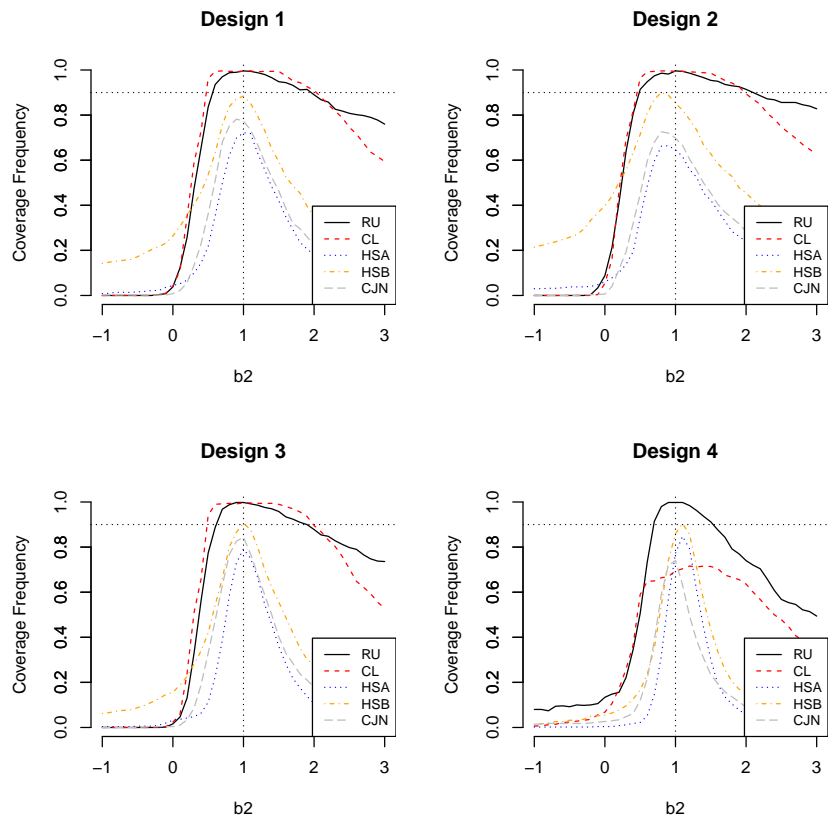 Design 1
Coverage Frequency
0.0 0.2 0.4 0.6 0.8 1.0
−1 0 1 2 3
b2
RU
CL
HSA
HSB
CJN
Design 2
Coverage Frequency
0.0 0.2 0.4 0.6 0.8 1.0
−1 0 1 2 3
b2
RU
CL
HSA
HSB
CJN
Design 3
Coverage Frequency
0.0 0.2 0.4 0.6 0.8 1.0
−1 0 1 2 3
b2
RU
CL
HSA
HSB
CJN
Design 4
Coverage Frequency
0.0 0.2 0.4 0.6 0.8 1.0
−1 0 1 2 3
b2
RU
CL
HSA
HSB
CJN